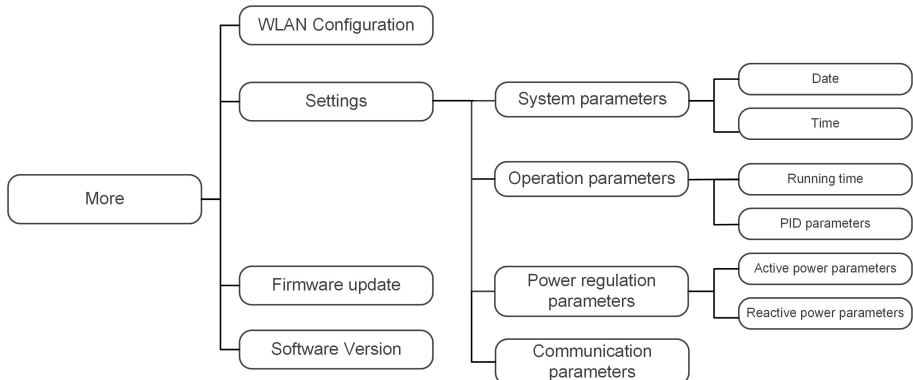 More
WLAN Configuration
Settings
Firmware update
Software Version
System parameters
Operation parameters
Power regulation
parameters
Communication
parameters
Date
Time
Running time
PID parameters
Active power parameters
Reactive power parameters